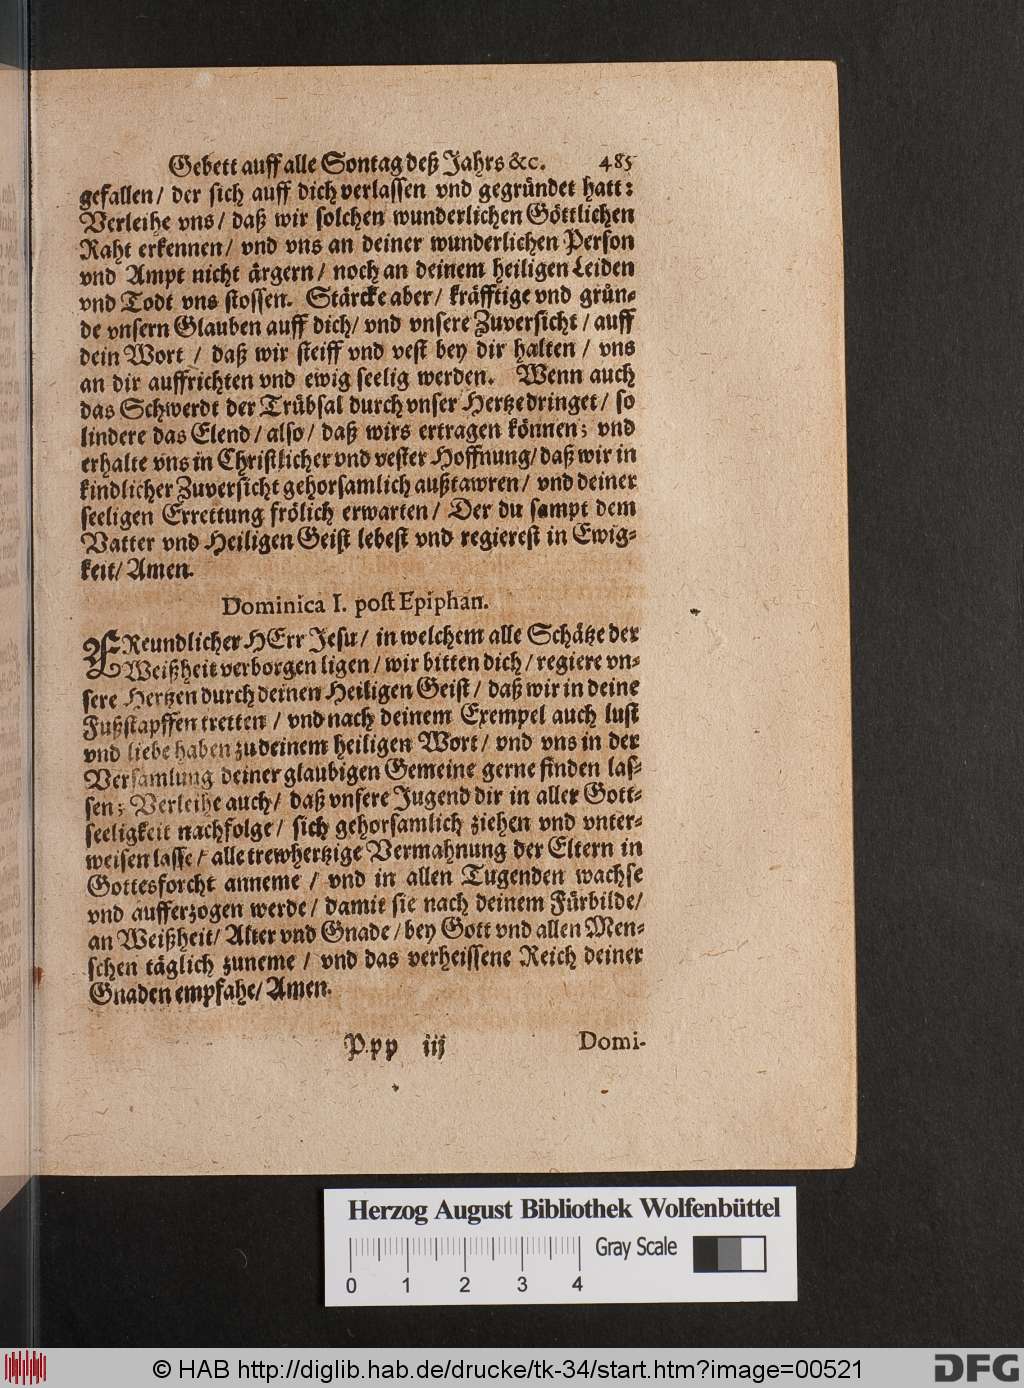 Gebett auff alle Sontag deß Jahrs &c. 485
gefallen/ der sich auff dich verlassen vnd gegründet hatt:
Verleihe vns/ daß wir solchen wunderlichen Göttlichen
Raht erkennen/ vnd vns an deiner wunderlichen Person
vnd Ampt nicht ärgern/ noch an deinem heiligen Leiden
vnd Todt vns stossen. Stärcke aber/ kräfftige vnd grün-
de vnsern Glauben auff dich/ vnd vnsere Zuversicht/ auff
dein Wort / daß wir steiff vnd vest bey dir halten / vns
an dir auffrichten vnd ewig seelig werden. Wenn auch
das Schwerdt der Trübsal durch vnser Hertze dringet/ so
lindere das Elend/ also/ daß wirs ertragen können; vnd
erhalte vns in Christlicher vnd vester Hoffnung/ daß wir in
kindlicher Zuversicht gehorsamlich außtawren/ vnd deiner
seeligen Errettung frölich erwarten/ Der du sampt dem
Vatter vnd Heiligen Geist lebest vnd regierest in Ewig-
keit/ Amen.
Dominica I. post Epiphan.
FReundlicher HErr Jesu/ in welchem alle Schätze der
Weißheit verborgen ligen/ wir bitten dich/ regiere vn-
sere Hertzen durch deinen Heiligen Geist/ daß wir in deine
Fußstapffen tretten / vnd nach deinem Exempel auch lust
vnd liebe haben zu deinem heiligen Wort/ vnd vns in der
Versamlung deiner glaubigen Gemeine gerne finden las-
sen; Verleihe auch/ daß vnsere Jugend dir in aller Gott-
seeligkeit nachfolge/ sich gehorsamlich ziehen vnd vnter-
weisen lasse/ alle trewhertzige Vermahnung der Eltern in
Gottesforcht anneme / vnd in allen Tugenden wachse
vnd aufferzogen werde/ damit sie nach deinem Fürbilde/
an Weißheit/ Alter vnd Gnade/ bey Gott vnd allen Men-
schen täglich zuneme / vnd das verheissene Reich deiner
Gnaden empfahe/ Amen.
Ppp iij Domi-
Herzog August Bibliothek Wolfenbüttel
Gray Scale
0 1 2 3 4
© HAB http://diglib.hab.de/drucke/tk-34/start.htm?image=00521
DFG